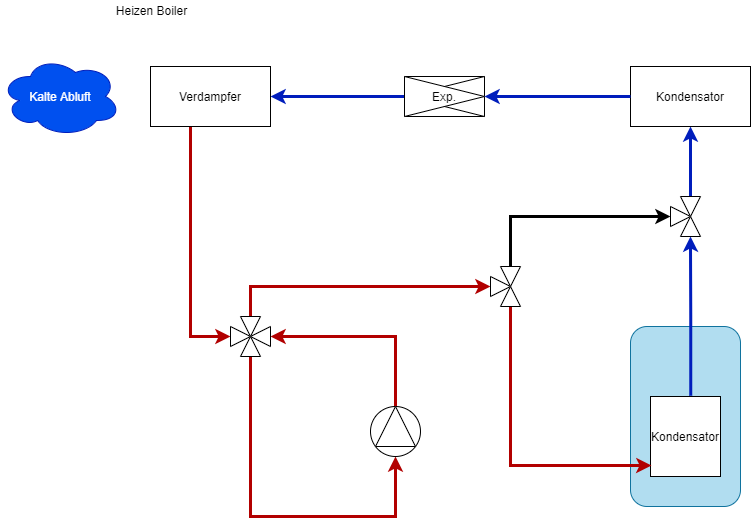 Heizen Boiler
Kalte Abluft
Verdampfer
Exp.
Kondensator
Kondensator